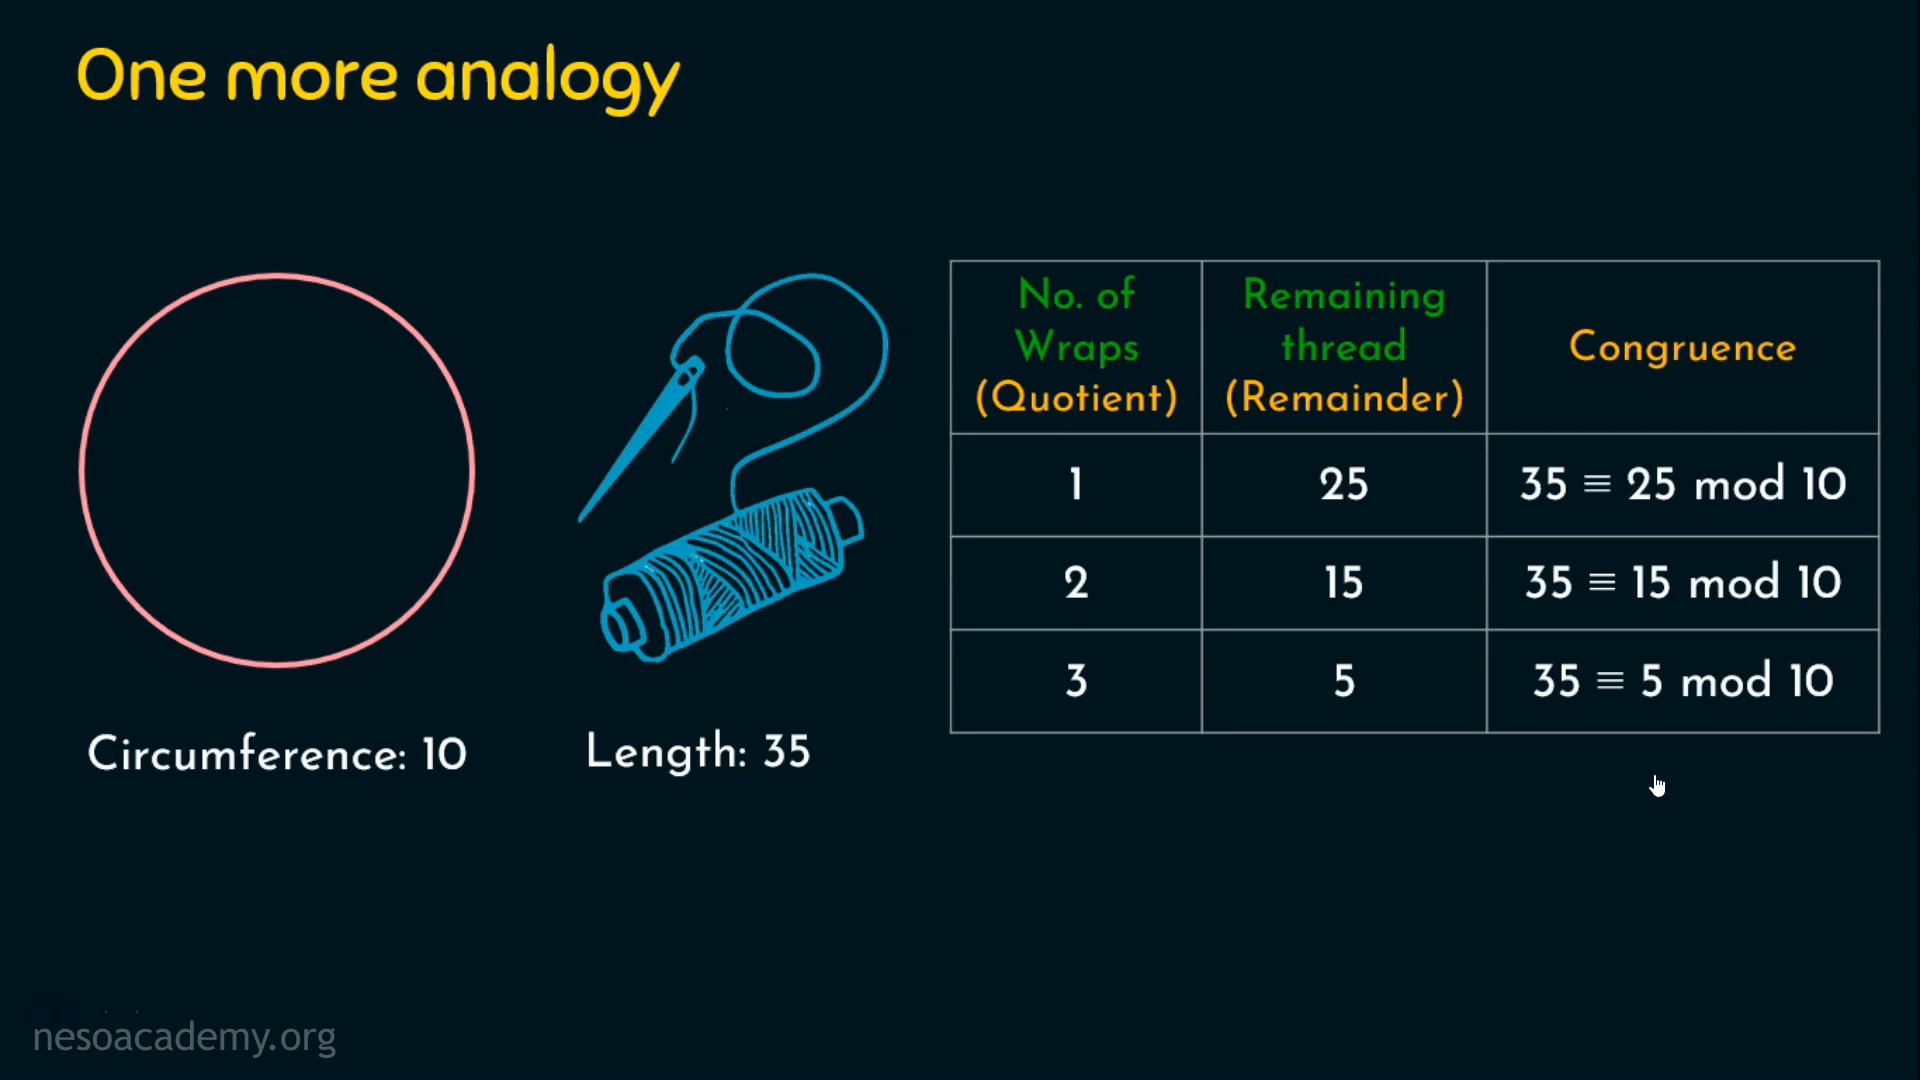 One more analogy
No. of
Wraps
(Quotient)
Remaining
thread
(Remainder)
Congruence
1
25
35 ≡ 25 mod 10
2
15
35 ≡ 15 mod 10
3
5
35 ≡ 5 mod 10
Circumference: 10
Length: 35
nesoacademy.org